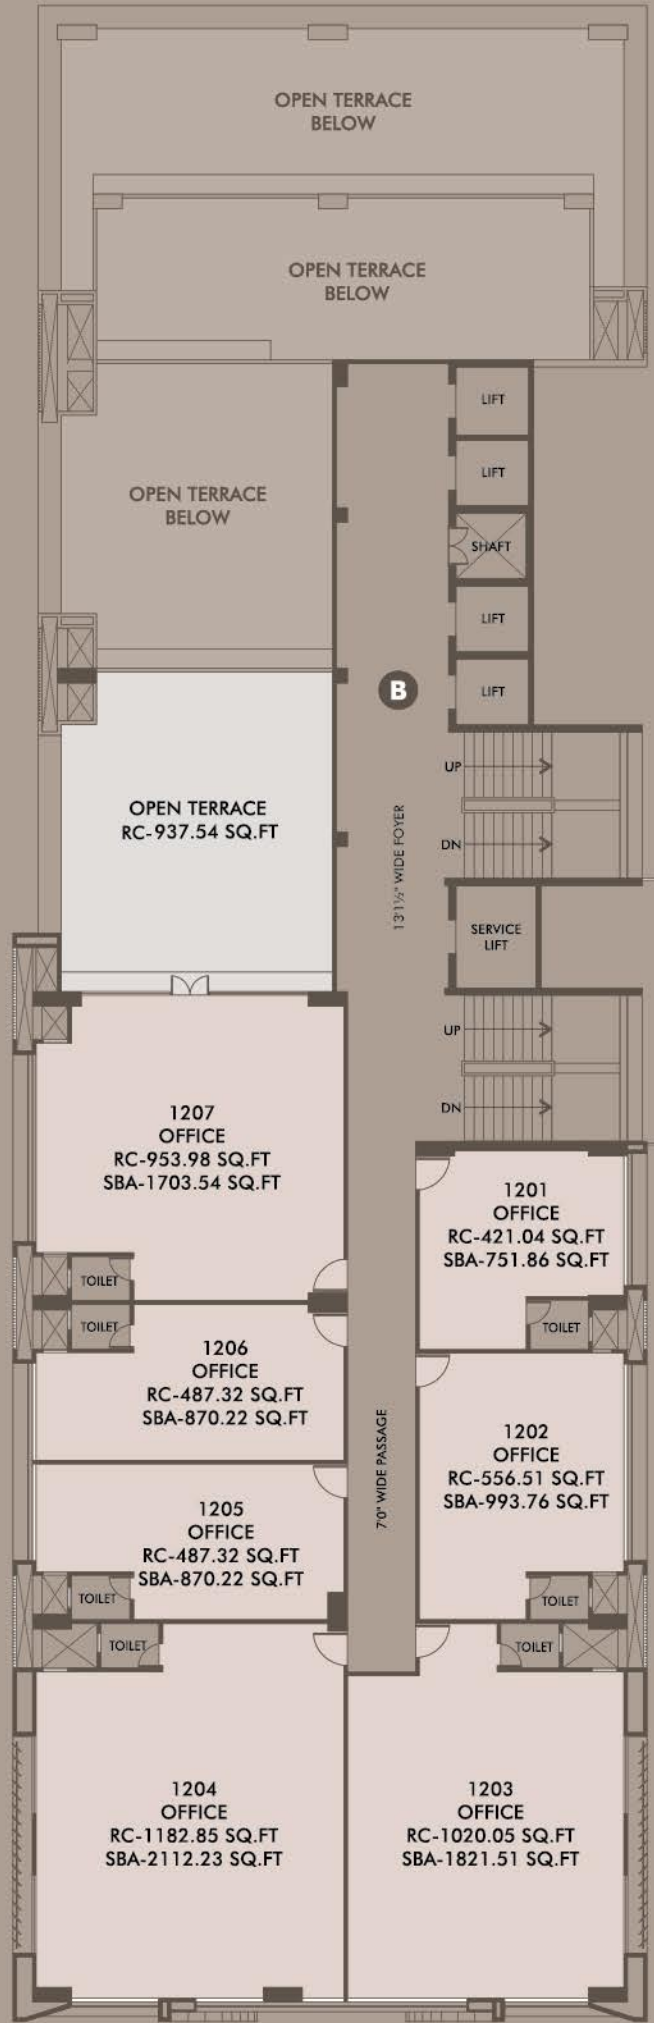 OPEN TERRACE
BELOW
OPEN TERRACE
BELOW
LIFT
LIFT
OPEN TERRACE
BELOW
SHAFT
LIFT
LIFT
B
UP
OPEN TERRACE
RC-937.54 SQ.FT
13'1½" WIDE FOYER
DN
SERVICE
LIFT
UP
DN
1207
OFFICE
RC-953.98 SQ.FT
SBA-1703.54 SQ.FT
1201
OFFICE
RC-421.04 SQ.FT
SBA-751.86 SQ.FT
TOILET
TOILET
TOILET
1206
OFFICE
RC-487.32 SQ.FT
SBA-870.22 SQ.FT
7'0" WIDE PASSAGE
1202
OFFICE
RC-556.51 SQ.FT
SBA-993.76 SQ.FT
1205
OFFICE
RC-487.32 SQ.FT
SBA-870.22 SQ.FT
TOILET
TOILET
TOILET
TOILET
1204
OFFICE
RC-1182.85 SQ.FT
SBA-2112.23 SQ.FT
1203
OFFICE
RC-1020.05 SQ.FT
SBA-1821.51 SQ.FT